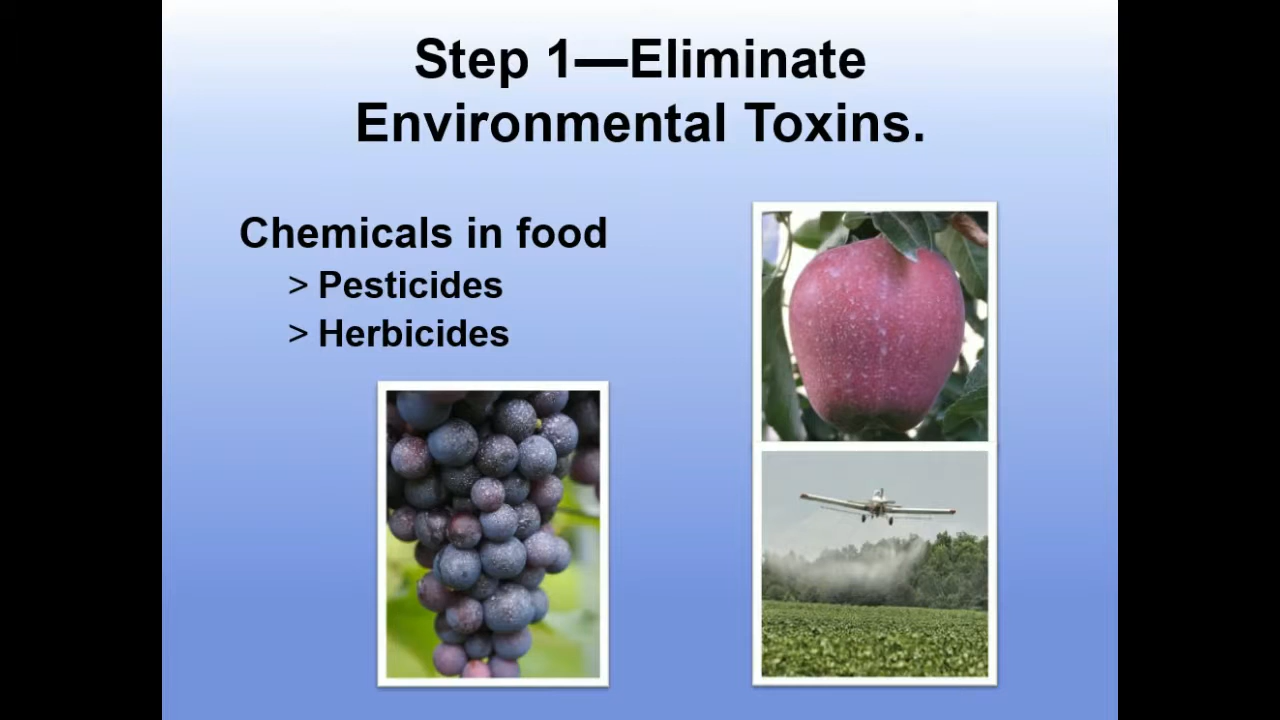 Step 1—Eliminate
Environmental Toxins.
Chemicals in food
> Pesticides
> Herbicides